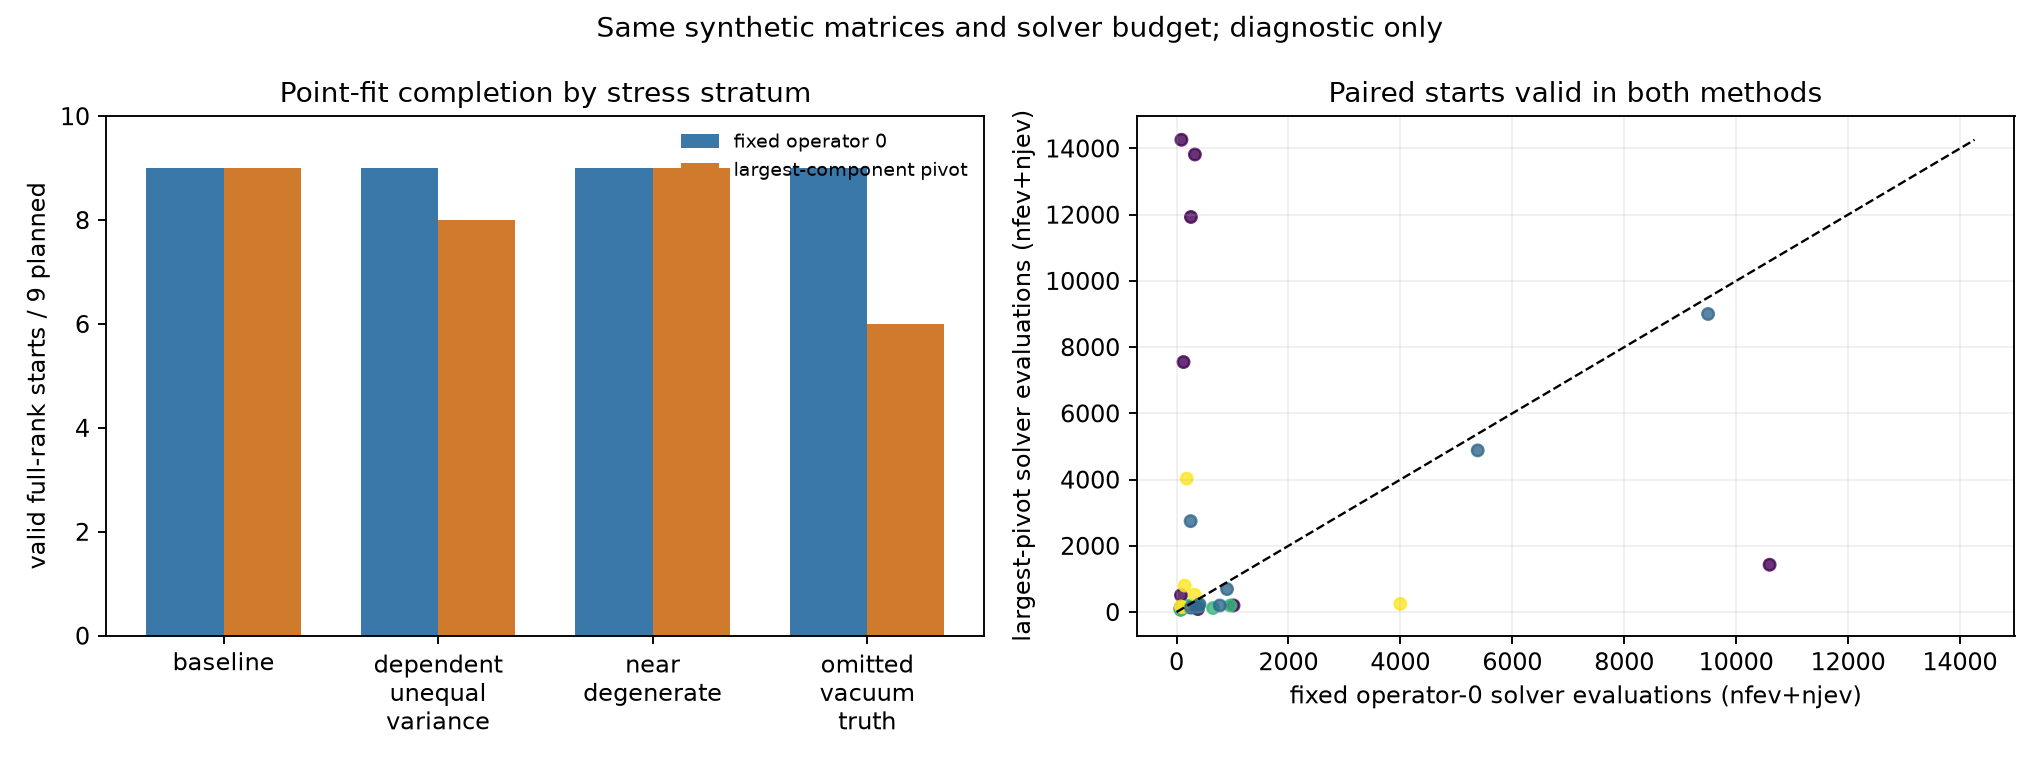 Same synthetic matrices and solver budget; diagnostic only
Point-fit completion by stress stratum
valid full-rank starts / 9 planned
10
8
6
4
2
0
fixed operator 0
largest-component pivot
baseline
dependent
unequal
variance
near
degenerate
omitted
vacuum
truth
Paired starts valid in both methods
largest-pivot solver evaluations (nfev+njev)
14000
12000
10000
8000
6000
4000
2000
0
0 2000 4000 6000 8000 10000 12000 14000
fixed operator-0 solver evaluations (nfev+njev)